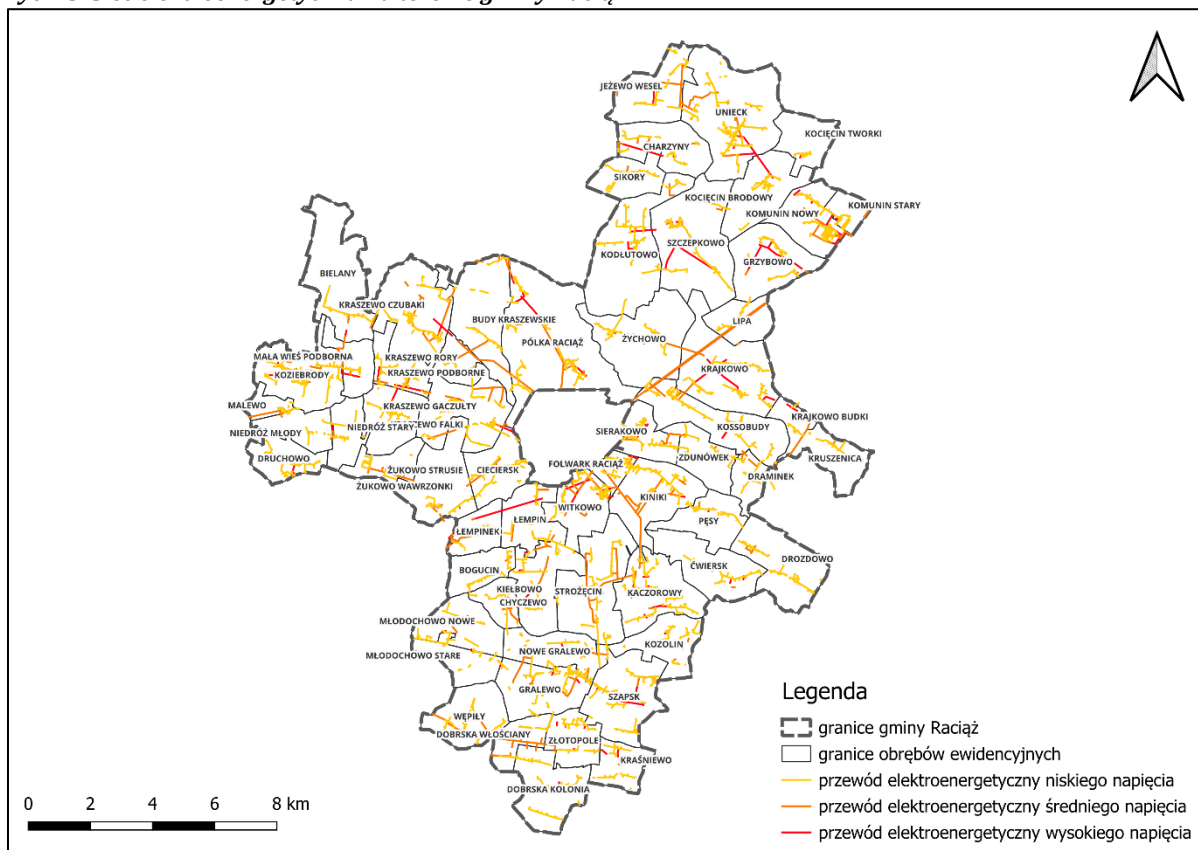 JEŻEWO WESEL
UNIECK
KOCIĘCIN TWORKI
CHARZYNY
SIKORY
KOCIĘCIN BRODOWY
KOMUNIN STARY
KOMUNIN NOWY
SZCZEPKOWO
KODŁUTOWO
GRZYBOWO
BIELANY
KRASZEWO CZUBAKI
BUDY KRASZEWSKIE
LIPA
PÓLKA RACIĄŻ
ŻYCHOWO
MAŁA WIEŚ PODBORNA
KRASZEWO RORY
KOZIEBRODY
KRASZEWO PODBORNE
KRAJKOWO
MALEWO
KRASZEWO GACZUŁTY
KRAJKOWO BUDKI
NIEDRÓŻ STARY
FALKI
SIERAKOWO
KOSSOBUDY
NIEDRÓŻ MŁODY
KRUSZENICA
DRUCHOWO
ŻUKOWO STRUSIE
CIECIERSK
FOLWARK RACIĄŻ
ZDUNÓWEK
DRAMINEK
ŻUKOWO WAWRZONKI
WITKOWO
KINIKI
ŁEMPINEK
ŁEMPIN
PĘSY
DROZDOWO
BOGUCIN
ĆWIERSK
KIEŁBOWO
STROŻĘCIN
KACZOROWY
CHYCZEWO
MŁODOCHOWO NOWE
KOZOLIN
MŁODOCHOWO STARE
NOWE GRALEWO
GRALEWO
SZAPSK
WĘPIŁY
DOBRSKA WŁOŚCIANY
ZŁOTOPOLE
KRAŚNIEWO
DOBRSKA KOLONIA
Legenda
granice gminy Raciąż
granice obrębów ewidencyjnych
przewód elektroenergetyczny niskiego napięcia
przewód elektroenergetyczny średniego napięcia
przewód elektroenergetyczny wysokiego napięcia
0 2 4 6 8 km